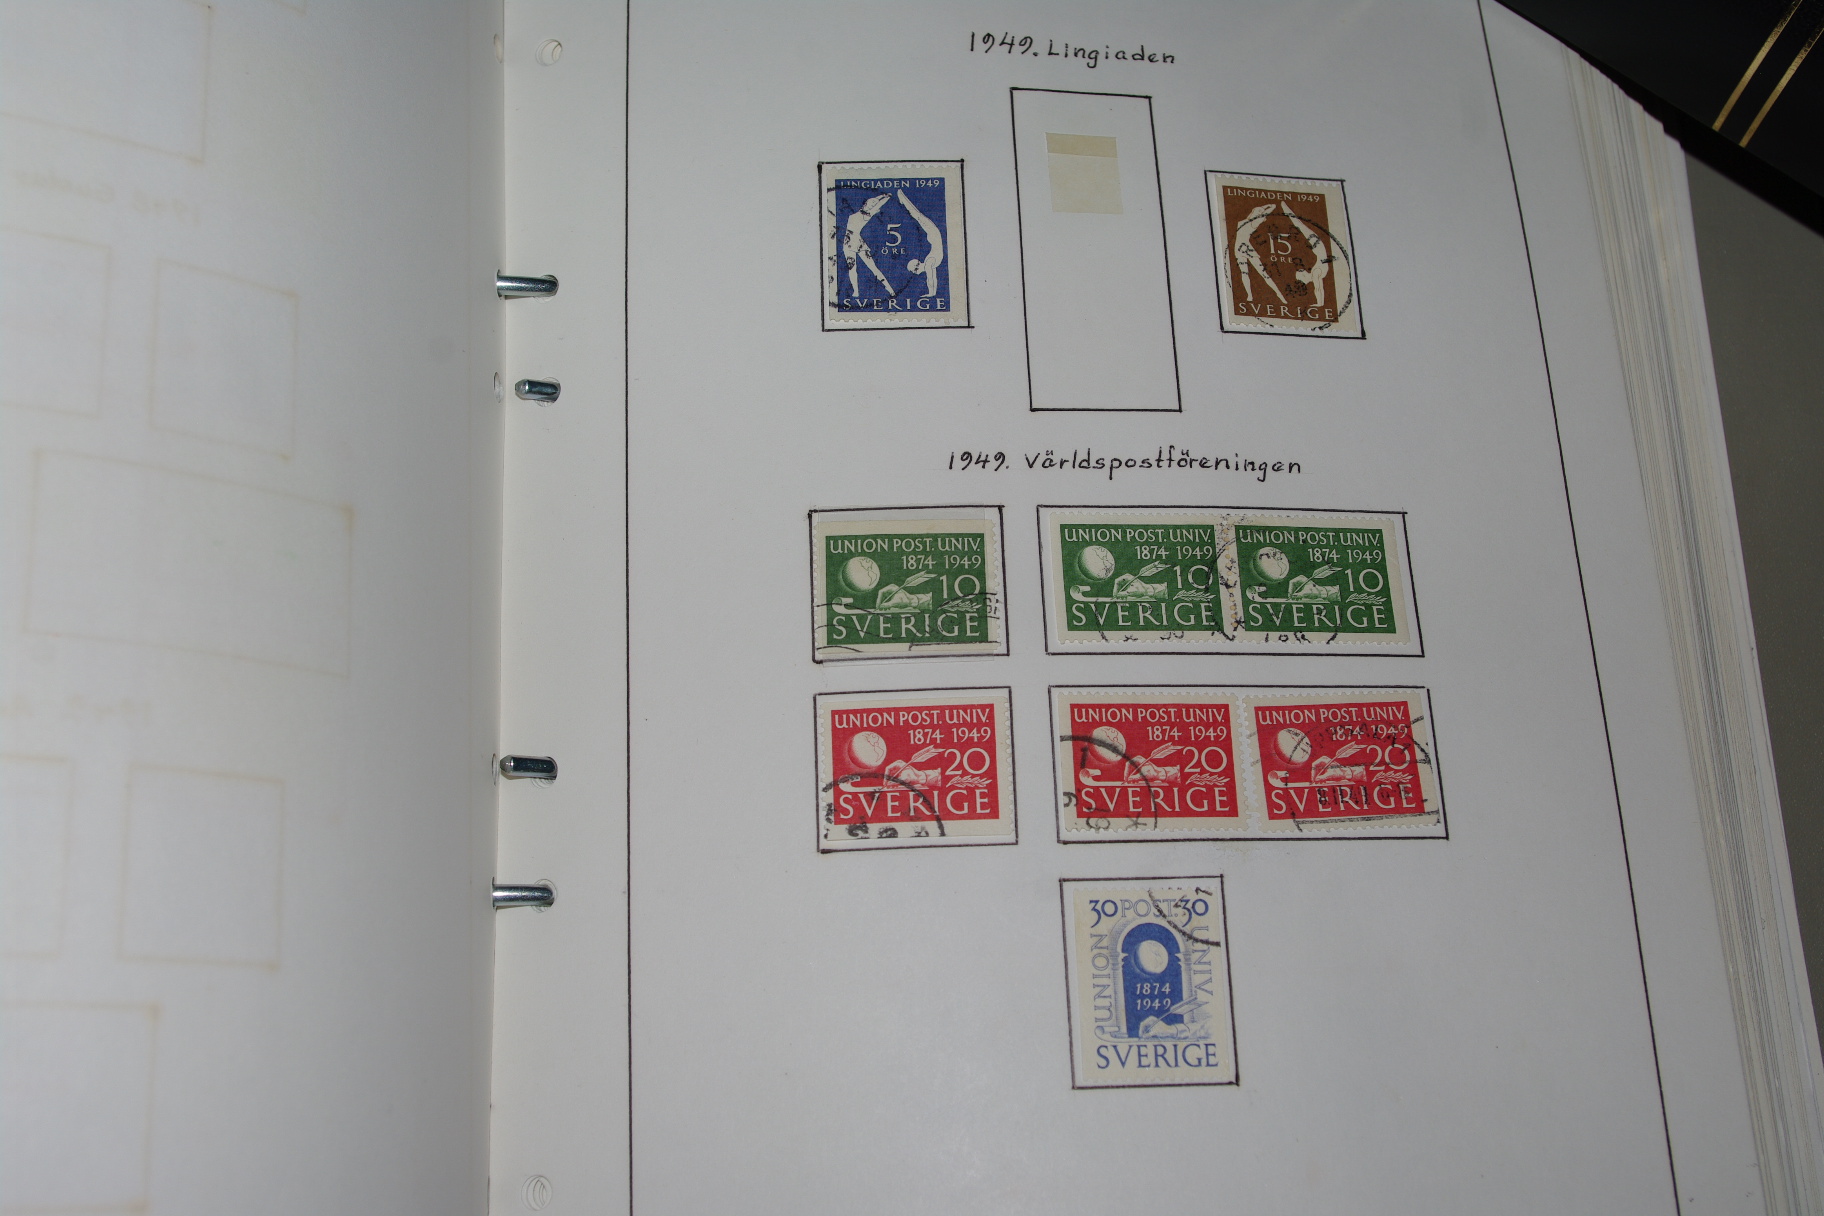 1949. Lingiaden
LINGIADEN 1949
5
ÖRE
SVERIGE
LINGIADEN 1949
15
ÖRE
SVERIGE
1949. Världspostföreningen
UNION POST. UNIV.
1874 1949
10
SVERIGE
UNION POST. UNIV.
1874 1949
10
SVERIGE
UNION POST. UNIV.
1874 1949
10
SVERIGE
UNION POST. UNIV.
1874 1949
20
SVERIGE
UNION POST. UNIV.
1874 1949
20
SVERIGE
UNION POST. UNIV.
1874 1949
20
SVERIGE
30 POST. 30
UNION
UNIV.
1874
1949
SVERIGE